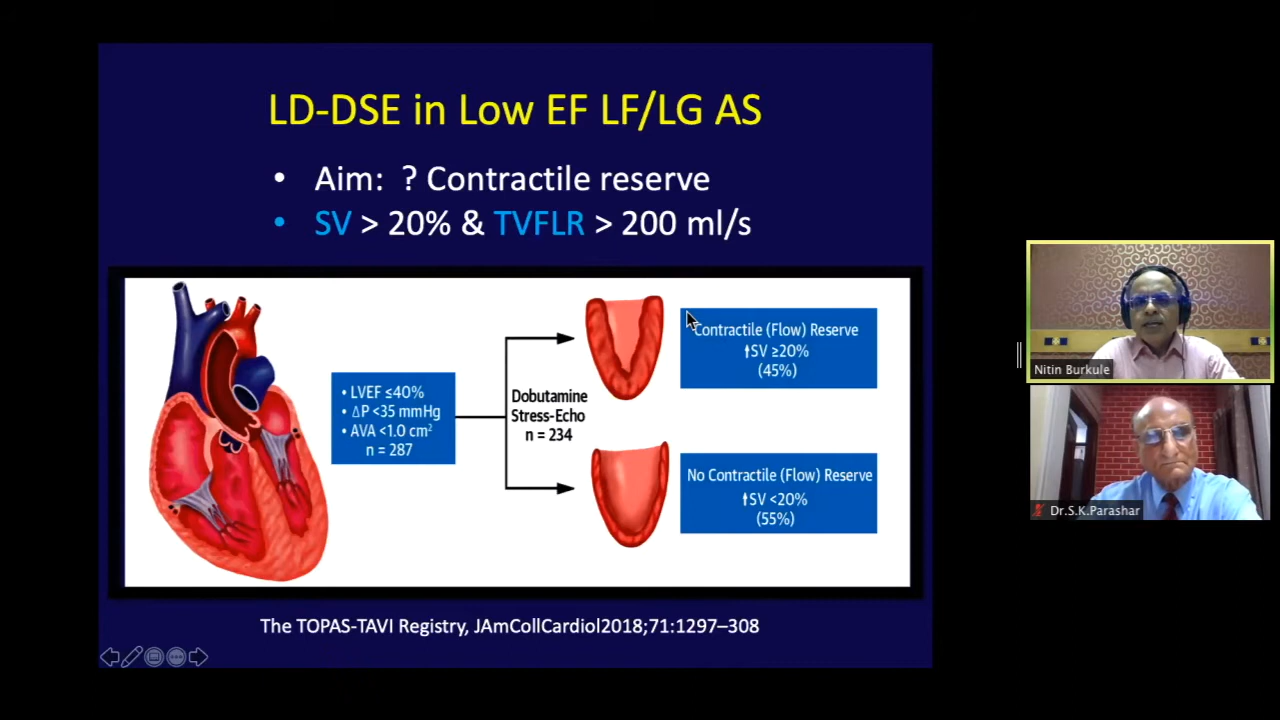 LD-DSE in Low EF LF/LG AS
• Aim: ? Contractile reserve
• SV > 20% & TVFLR > 200 ml/s
• LVEF ≤40%
• ΔP <35 mmHg
• AVA <1.0 cm²
n = 287
Dobutamine
Stress-Echo
n = 234
Contractile (Flow) Reserve
⬆SV ≥20%
(45%)
No Contractile (Flow) Reserve
⬆SV <20%
(55%)
The TOPAS-TAVI Registry, JAmCollCardiol2018;71:1297–308
Nitin Burkule
Dr.S.K.Parashar